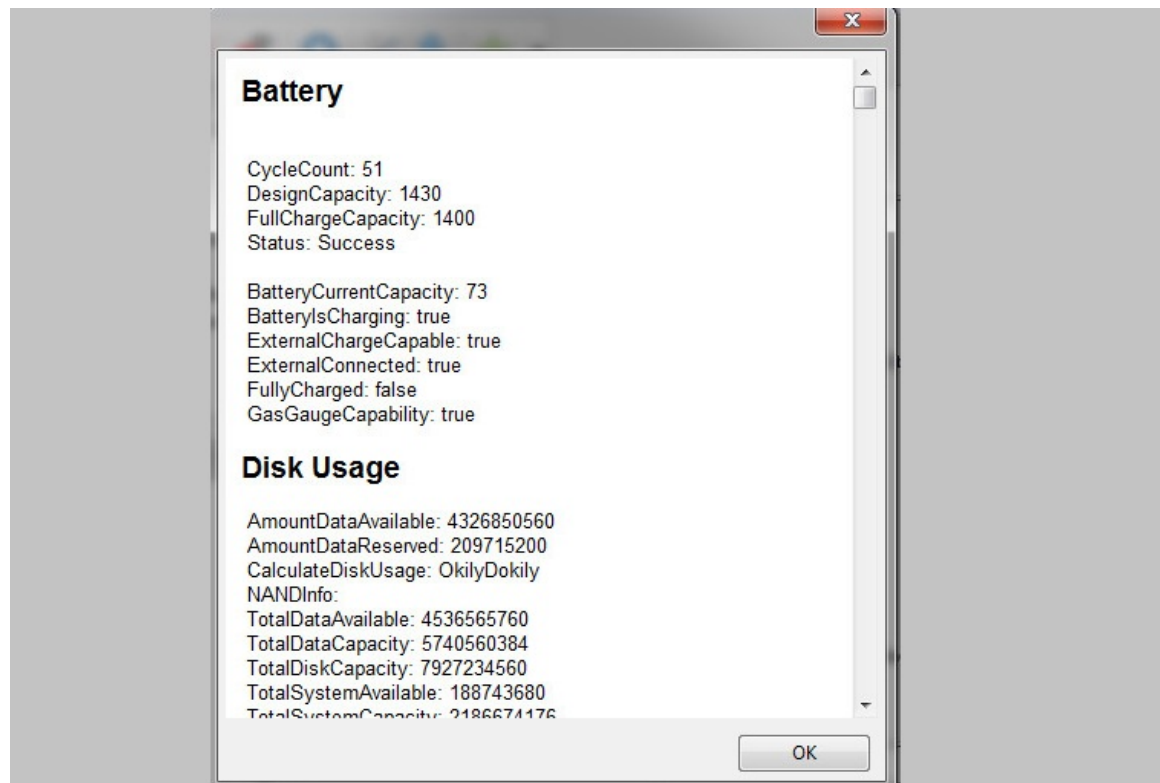 Battery
CycleCount: 51
DesignCapacity: 1430
FullChargeCapacity: 1400
Status: Success
BatteryCurrentCapacity: 73
BatteryIsCharging: true
ExternalChargeCapable: true
ExternalConnected: true
FullyCharged: false
GasGaugeCapability: true
Disk Usage
AmountDataAvailable: 4326850560
AmountDataReserved: 209715200
CalculateDiskUsage: OkilyDokily
NANDInfo:
TotalDataAvailable: 4536565760
TotalDataCapacity: 5740560384
TotalDiskCapacity: 7927234560
TotalSystemAvailable: 188743680
TotalSystemCapacity: 2186674176
OK